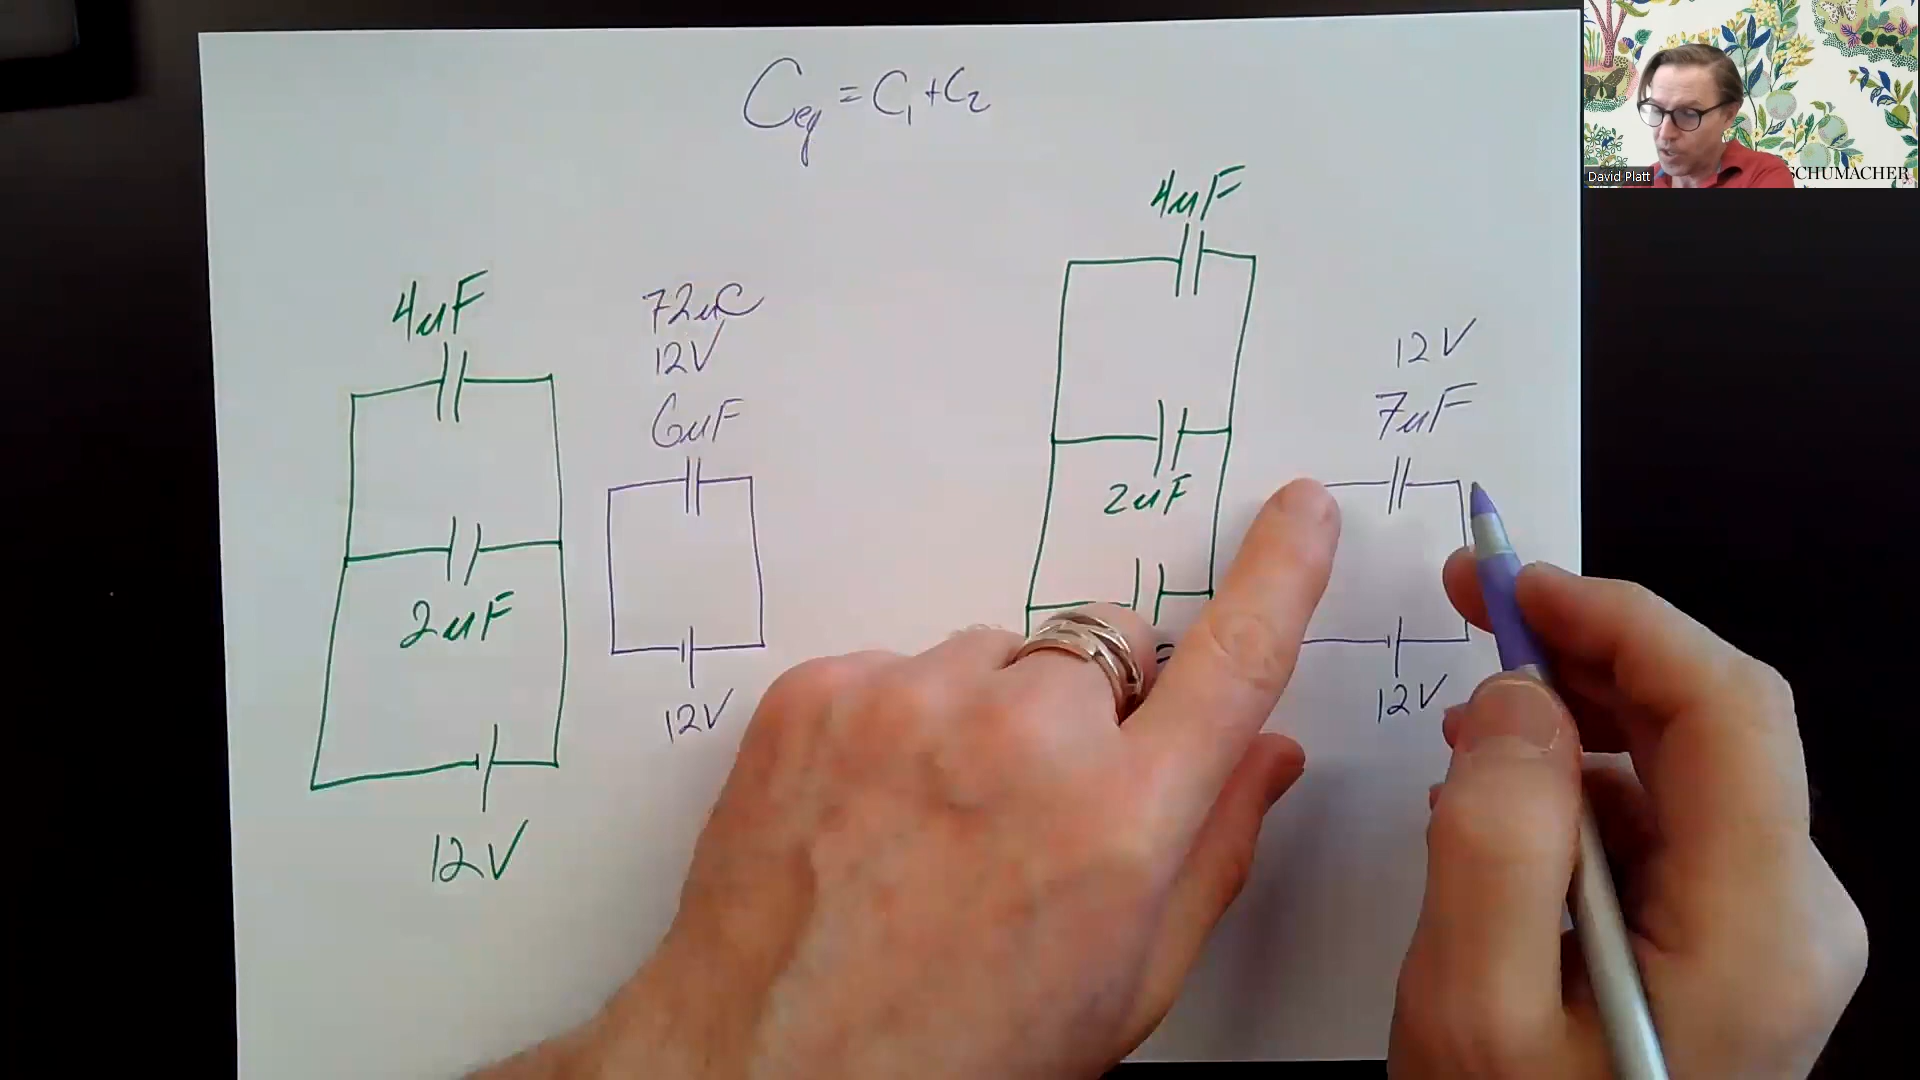 Ceq = C1 + C2
4uF
72uC
12V
6uF
2uF
12V
12V
4uF
12V
7uF
2uF
12V
David Platt
SCHUMACHER